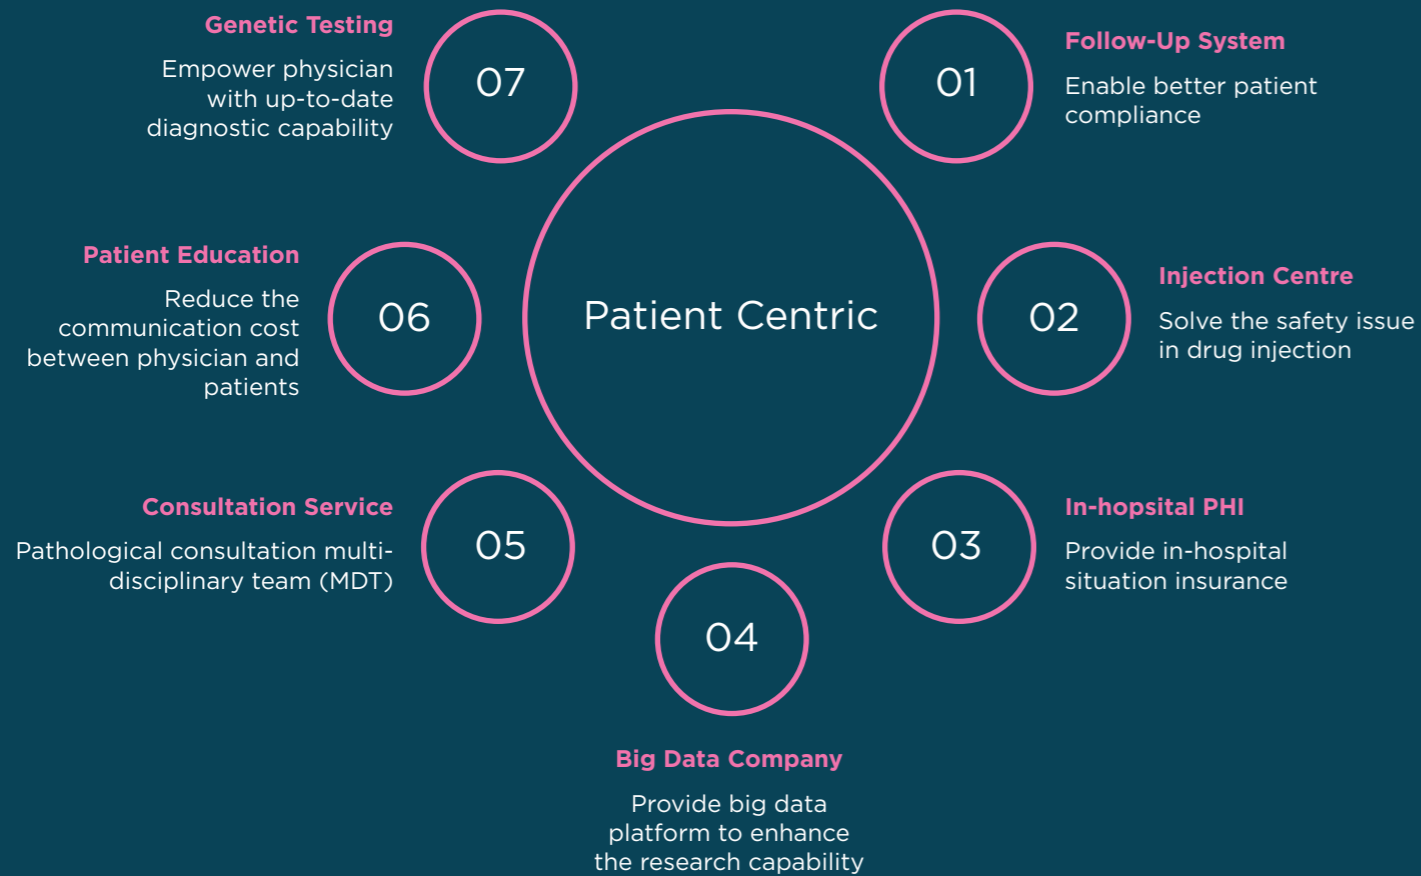 Patient Centric
01
Follow-Up System
Enable better patient
compliance
02
Injection Centre
Solve the safety issue
in drug injection
03
In-hopsital PHI
Provide in-hospital
situation insurance
04
Big Data Company
Provide big data
platform to enhance
the research capability
05
Consultation Service
Pathological consultation multi-
disciplinary team (MDT)
06
Patient Education
Reduce the
communication cost
between physician and
patients
07
Genetic Testing
Empower physician
with up-to-date
diagnostic capability